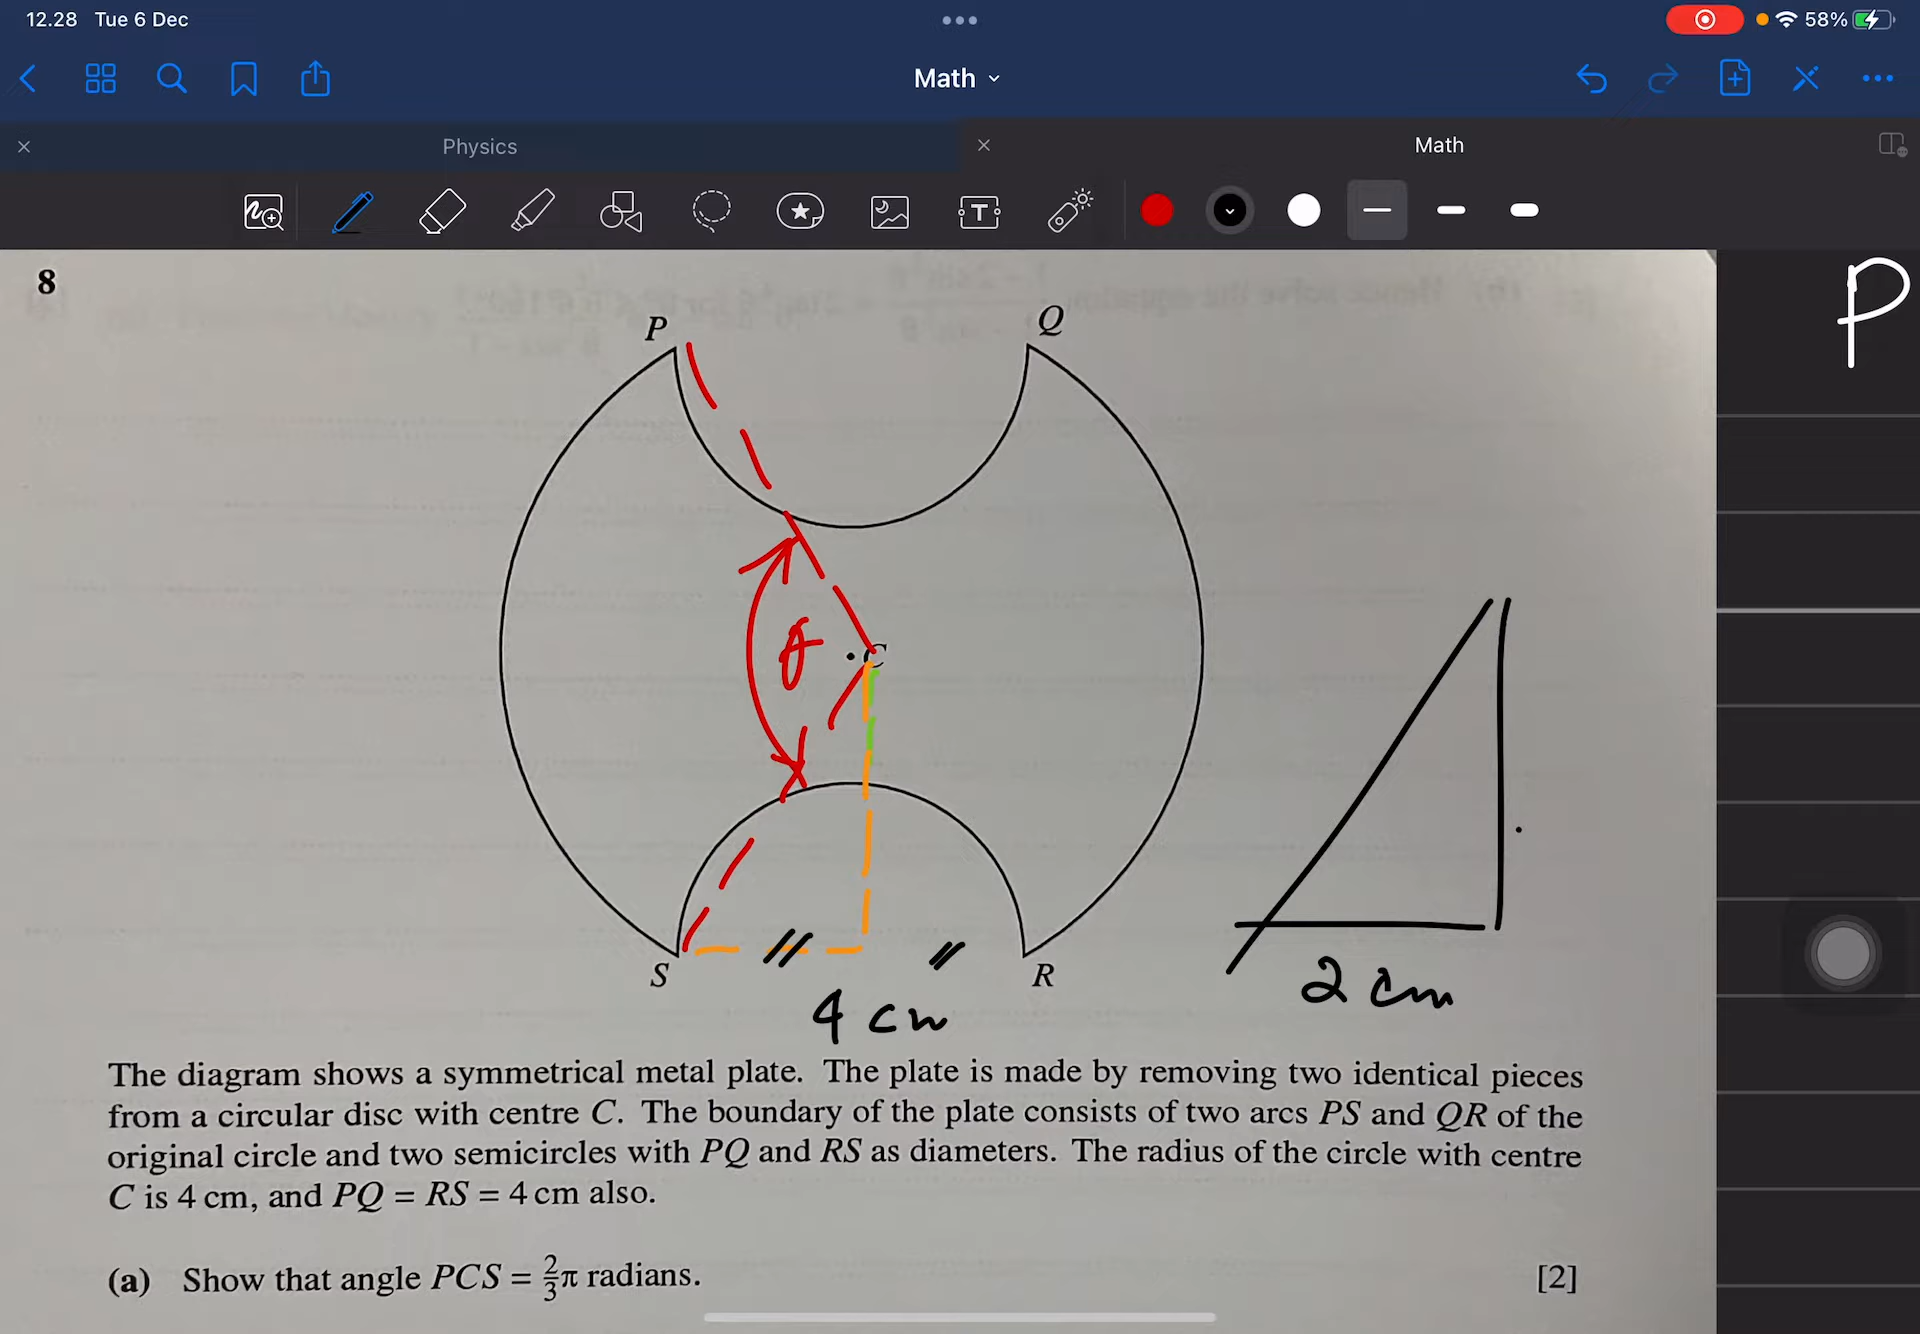 12.28 Tue 6 Dec
58%
Math
Physics
Math
T
8
P
P
Q
θ
C
S
R
4 cm
2 cm
The diagram shows a symmetrical metal plate. The plate is made by removing two identical pieces
from a circular disc with centre C. The boundary of the plate consists of two arcs PS and QR of the
original circle and two semicircles with PQ and RS as diameters. The radius of the circle with centre
C is 4 cm, and PQ = RS = 4 cm also.
(a) Show that angle PCS = 2/3 π radians. [2]